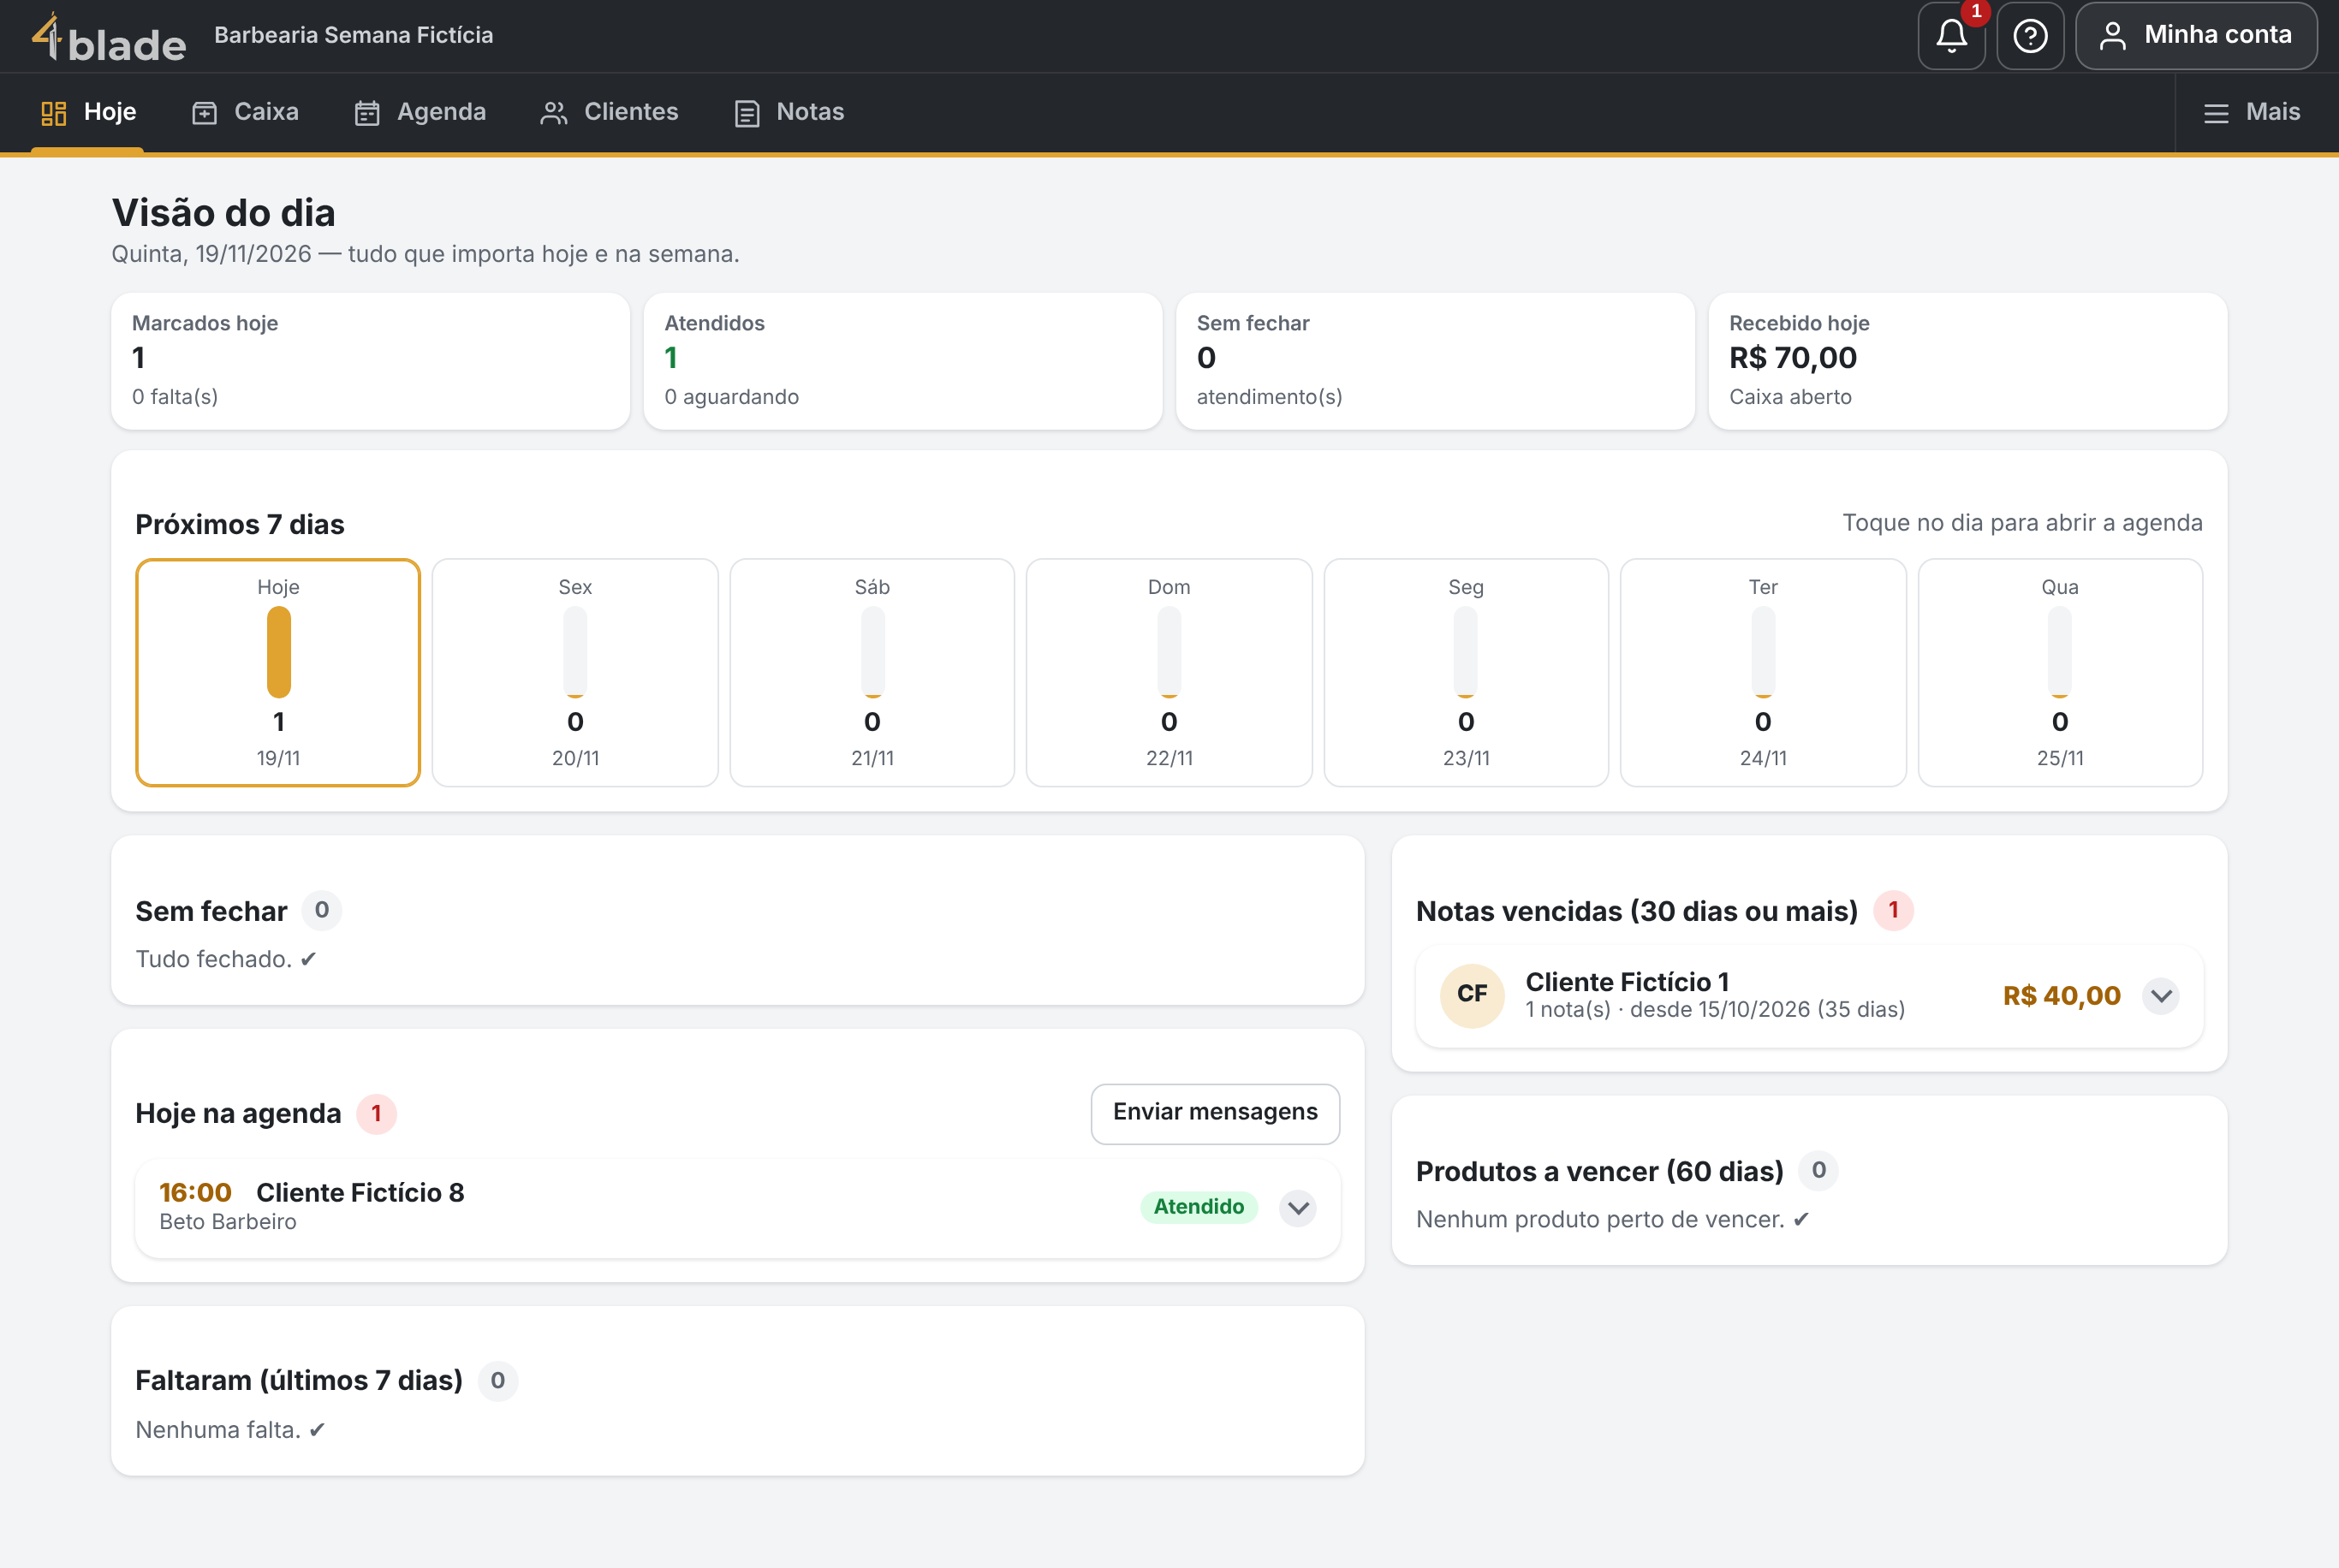 4blade
Barbearia Semana Fictícia
1
Minha conta
Hoje
Caixa
Agenda
Clientes
Notas
Mais
Visão do dia
Quinta, 19/11/2026 — tudo que importa hoje e na semana.
Marcados hoje
1
0 falta(s)
Atendidos
1
0 aguardando
Sem fechar
0
atendimento(s)
Recebido hoje
R$ 70,00
Caixa aberto
Próximos 7 dias
Toque no dia para abrir a agenda
Hoje
1
19/11
Sex
0
20/11
Sáb
0
21/11
Dom
0
22/11
Seg
0
23/11
Ter
0
24/11
Qua
0
25/11
Sem fechar 0
Tudo fechado. ✔
Hoje na agenda 1
Enviar mensagens
16:00 Cliente Fictício 8
Beto Barbeiro
Atendido
Faltaram (últimos 7 dias) 0
Nenhuma falta. ✔
Notas vencidas (30 dias ou mais) 1
CF
Cliente Fictício 1
1 nota(s) · desde 15/10/2026 (35 dias)
R$ 40,00
Produtos a vencer (60 dias) 0
Nenhum produto perto de vencer. ✔